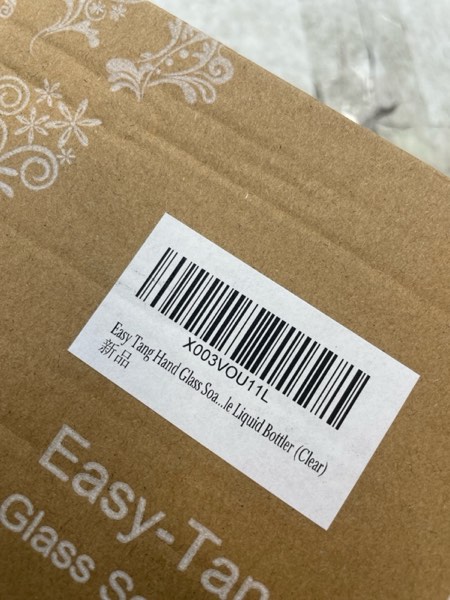 X003VOU11L
Easy Tang Hand Glass Soa...le Liquid Bottler (Clear)
新品
Easy-Tan
Glass